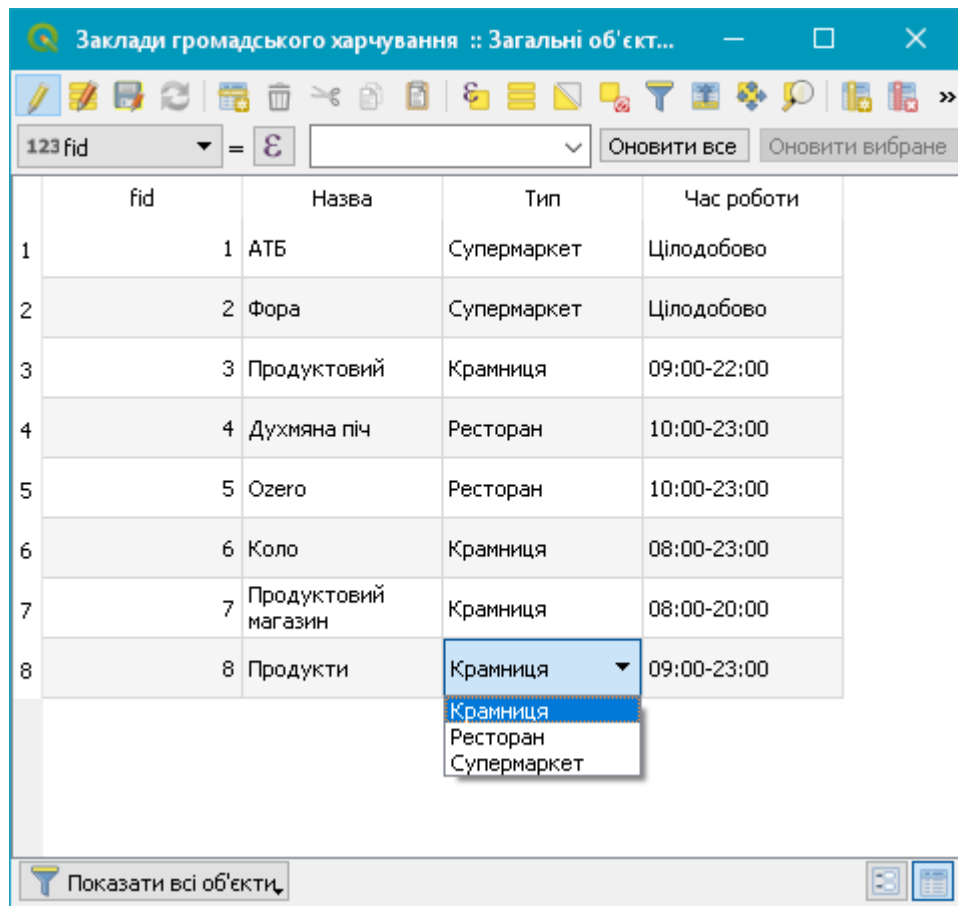 Заклади громадського харчування :: Загальні об'єкт...
123 fid = ε Оновити все Оновити вибране
fid Назва Тип Час роботи
1 1 АТБ Супермаркет Цілодобово
2 2 Фора Супермаркет Цілодобово
3 3 Продуктовий Крамниця 09:00-22:00
4 4 Духмяна піч Ресторан 10:00-23:00
5 5 Ozero Ресторан 10:00-23:00
6 6 Коло Крамниця 08:00-23:00
7 7 Продуктовий магазин Крамниця 08:00-20:00
8 8 Продукти Крамниця 09:00-23:00
Крамниця
Ресторан
Супермаркет
Показати всі об'єкти